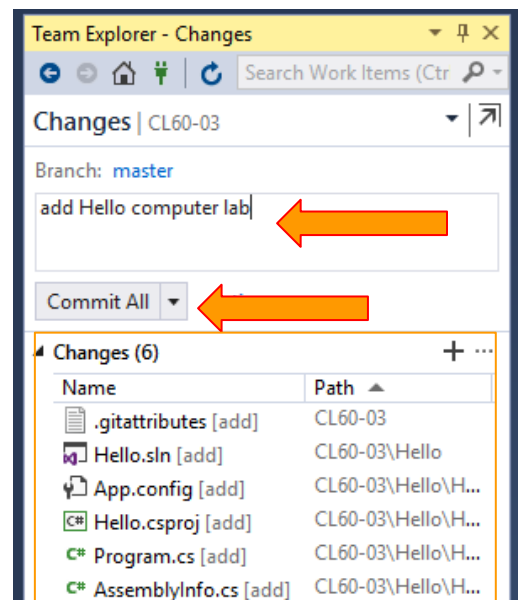 Team Explorer - Changes
Search Work Items (Ctr
Changes | CL60-03
Branch: master
add Hello computer lab
Commit All
Changes (6)
Name Path
.gitattributes [add] CL60-03
Hello.sln [add] CL60-03\Hello
App.config [add] CL60-03\Hello\H...
C# Hello.csproj [add] CL60-03\Hello\H...
C# Program.cs [add] CL60-03\Hello\H...
C# AssemblyInfo.cs [add] CL60-03\Hello\H...